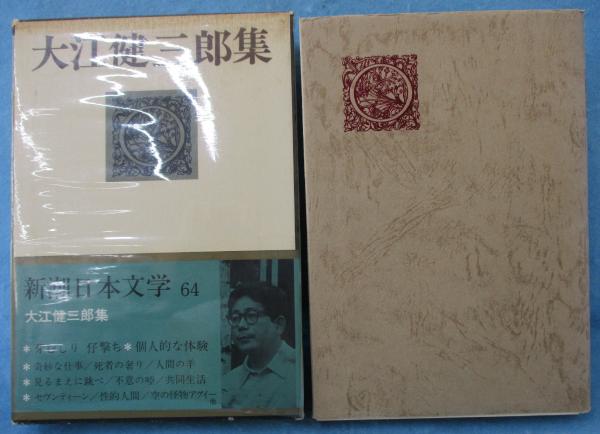 大江健三郎集
新潮日本文学 64
大江健三郎集
*芽むしり 仔撃ち*個人的な体験
*奇妙な仕事/死者の奢り/人間の羊
*見るまえに跳べ/不意の啞/共同生活
*セヴンティーン/性的人間/空の怪物アグイー
他